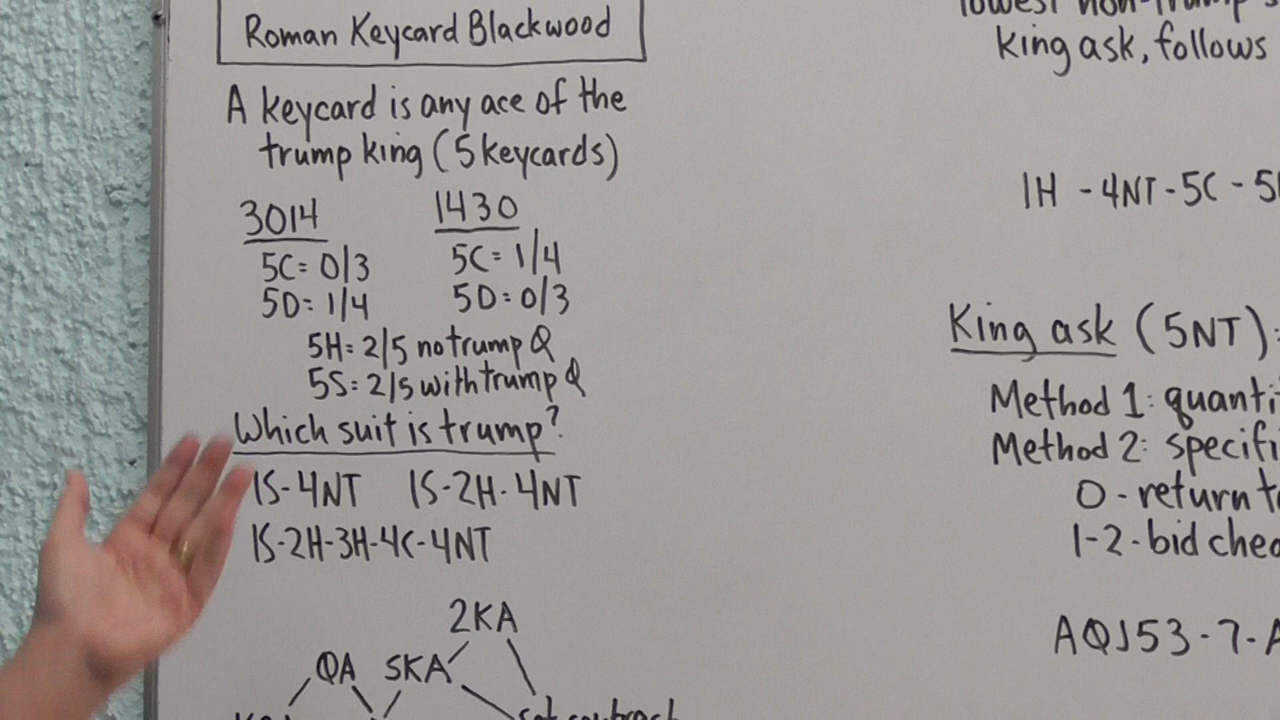 Roman Keycard Blackwood
A keycard is any ace of the
trump king (5 keycards)
3014 1430
5C= 0/3 5C= 1/4
5D= 1/4 5D= 0/3
5H= 2/5 no trump Q
5S= 2/5 with trump Q
Which suit is trump?
1S-4NT 1S-2H-4NT
1S-2H-3H-4C-4NT
2KA
QA SKA
lowest non-trump
king ask, follows
1H - 4NT - 5C -
King ask (5NT):
Method 1: quanti
Method 2: specifi
0 - return t
1-2 - bid chea
AQJ53 - 7 - A